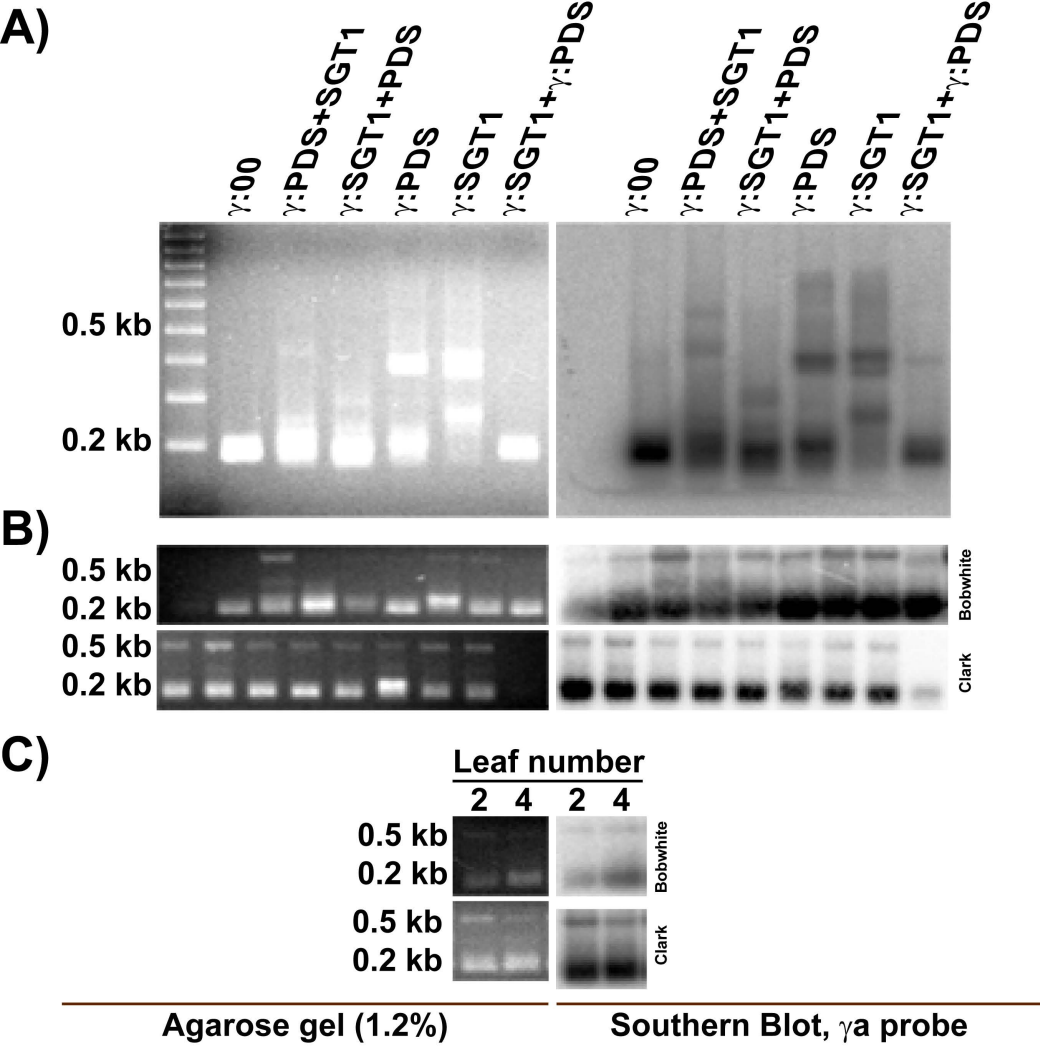 A)
γ:00
γ:PDS+SGT1
γ:SGT1+PDS
γ:PDS
γ:SGT1
γ:SGT1+γ:PDS
γ:00
γ:PDS+SGT1
γ:SGT1+PDS
γ:PDS
γ:SGT1
γ:SGT1+γ:PDS
0.5 kb
0.2 kb
B)
0.5 kb
0.2 kb
Bobwhite
0.5 kb
0.2 kb
Clark
C)
Leaf number
2 4 2 4
0.5 kb
0.2 kb
Bobwhite
0.5 kb
0.2 kb
Clark
Agarose gel (1.2%)
Southern Blot, γa probe